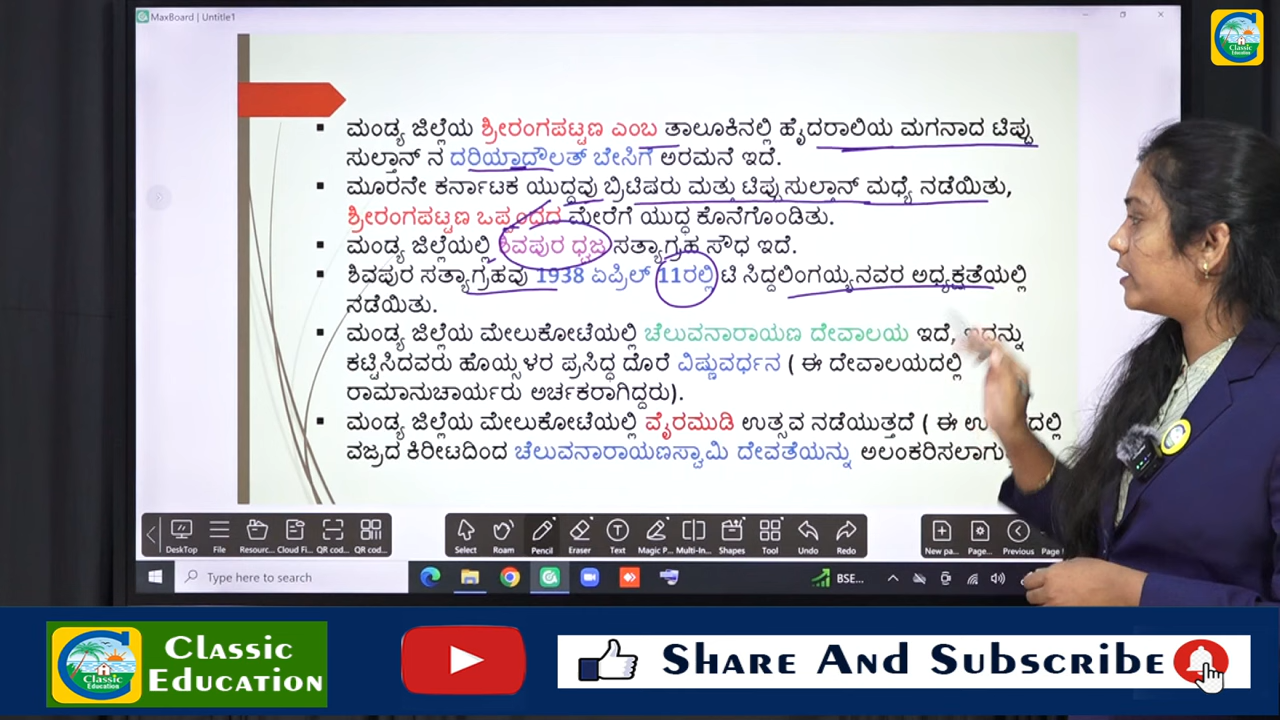 MaxBoard | Untitle1
Classic
Education
ಮಂಡ್ಯ ಜಿಲ್ಲೆಯ ಶ್ರೀರಂಗಪಟ್ಟಣ ಎಂಬ ತಾಲೂಕಿನಲ್ಲಿ ಹೈದರಾಲಿಯ ಮಗನಾದ ಟಿಪ್ಪು
ಸುಲ್ತಾನ್ ನ ದರಿಯಾದೌಲತ್ ಬೇಸಿಗೆ ಅರಮನೆ ಇದೆ.
ಮೂರನೇ ಕರ್ನಾಟಕ ಯುದ್ಧವು ಬ್ರಿಟಿಷರು ಮತ್ತು ಟಿಪ್ಪು ಸುಲ್ತಾನ್ ಮಧ್ಯೆ ನಡೆಯಿತು,
ಶ್ರೀರಂಗಪಟ್ಟಣ ಒಪ್ಪಂದದ ಮೇರೆಗೆ ಯುದ್ಧ ಕೊನೆಗೊಂಡಿತು.
ಮಂಡ್ಯ ಜಿಲ್ಲೆಯಲ್ಲಿ ಶಿವಪುರ ಧ್ವಜ ಸತ್ಯಾಗ್ರಹ ಸೌಧ ಇದೆ.
ಶಿವಪುರ ಸತ್ಯಾಗ್ರಹವು 1938 ಏಪ್ರಿಲ್ 11ರಲ್ಲಿ ಟಿ ಸಿದ್ದಲಿಂಗಯ್ಯನವರ ಅಧ್ಯಕ್ಷತೆಯಲ್ಲಿ
ನಡೆಯಿತು.
ಮಂಡ್ಯ ಜಿಲ್ಲೆಯ ಮೇಲುಕೋಟೆಯಲ್ಲಿ ಚೆಲುವನಾರಾಯಣ ದೇವಾಲಯ ಇದೆ, ಇದನ್ನು
ಕಟ್ಟಿಸಿದವರು ಹೊಯ್ಸಳರ ಪ್ರಸಿದ್ಧ ದೊರೆ ವಿಷ್ಣುವರ್ಧನ ( ಈ ದೇವಾಲಯದಲ್ಲಿ
ರಾಮಾನುಚಾರ್ಯರು ಅರ್ಚಕರಾಗಿದ್ದರು).
ಮಂಡ್ಯ ಜಿಲ್ಲೆಯ ಮೇಲುಕೋಟೆಯಲ್ಲಿ ವೈರಮುಡಿ ಉತ್ಸವ ನಡೆಯುತ್ತದೆ ( ಈ
ವಜ್ರದ ಕಿರೀಟದಿಂದ ಚೆಲುವನಾರಾಯಣಸ್ವಾಮಿ ದೇವತೆಯನ್ನು ಅಲಂಕರಿಸಲಾಗು
DeskTop File Resourc... Cloud Fi... QR cod... QR cod... Select Roam Pencil Eraser Text Magic P... Multi-In... Shapes Tool Undo Redo New pa... Page... Previous Page
Type here to search
BSE...
Classic
Education
Classic
Education
Share And Subscribe